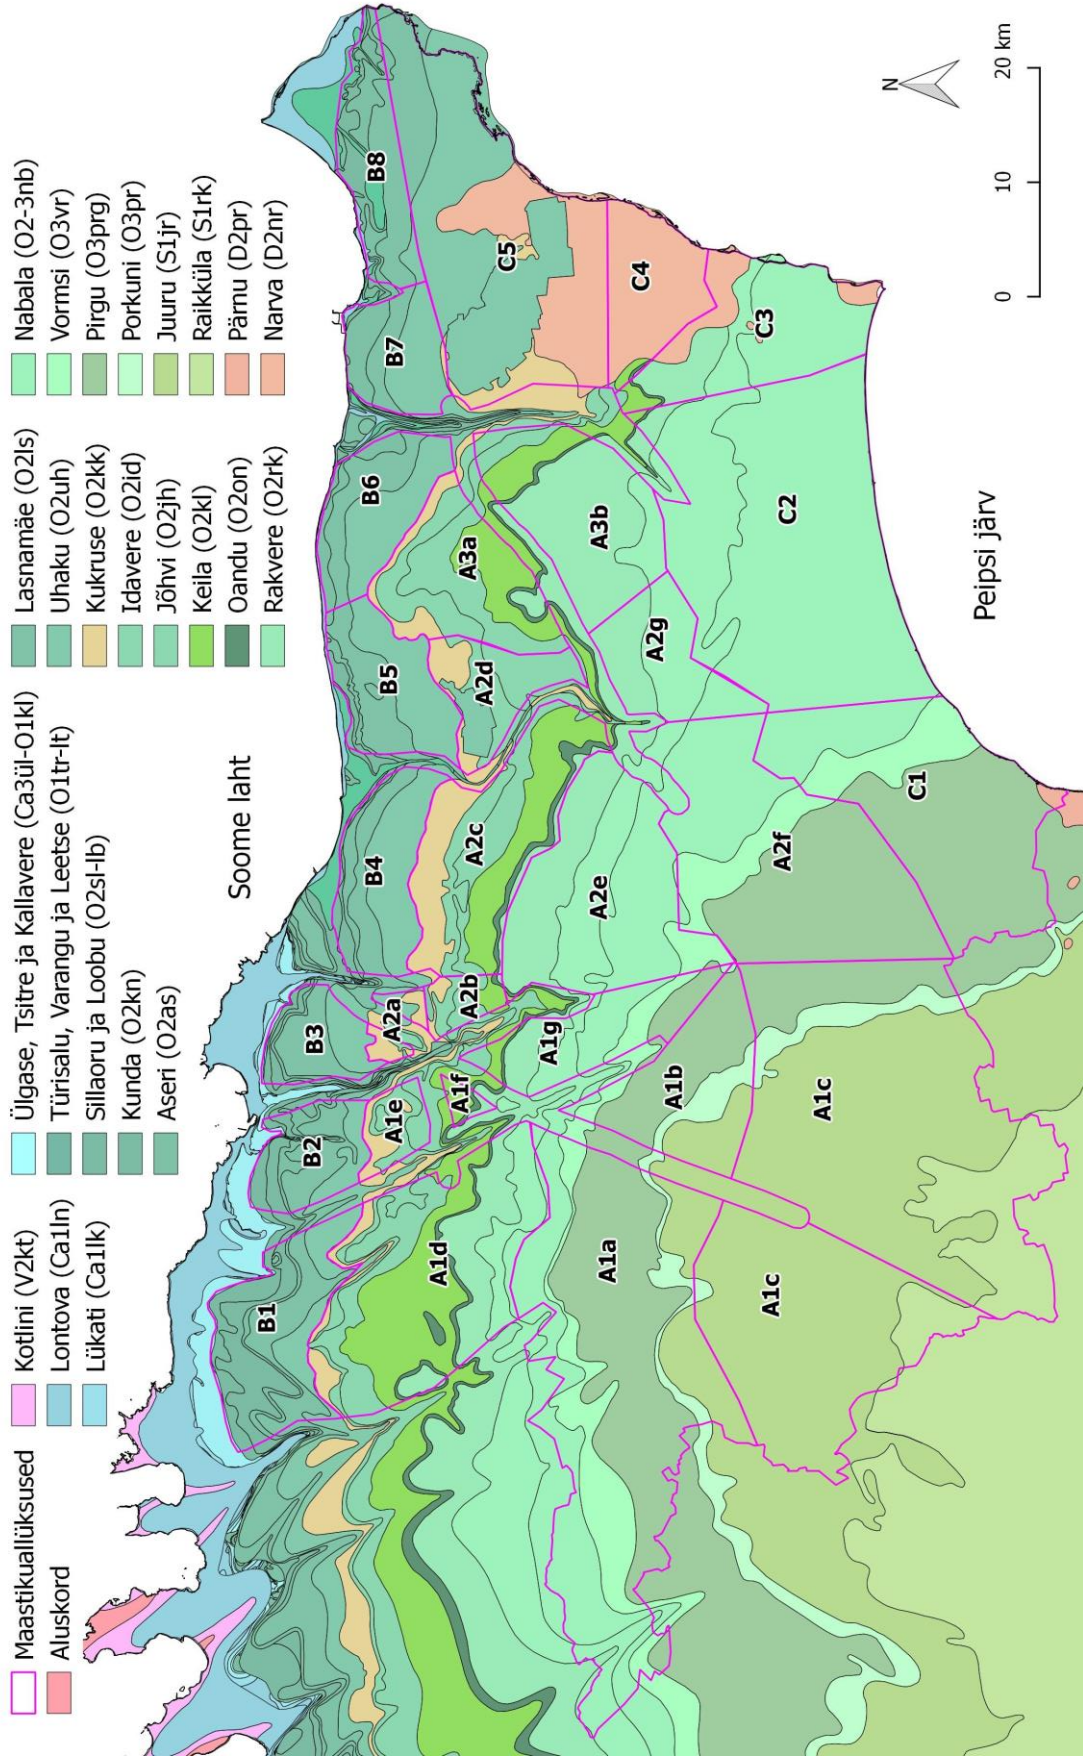 Maastikuallüksused
Aluskord
Kotlini (V2kt)
Lontova (Ca1ln)
Lükati (Ca1lk)
Ülgase, Tsitre ja Kallavere (Ca3ül-O1kl)
Türisalu, Varangu ja Leetse (O1tr-lt)
Sillaoru ja Loobu (O2sl-lb)
Kunda (O2kn)
Aseri (O2as)
Lasnamäe (O2ls)
Uhaku (O2uh)
Kukruse (O2kk)
Idavere (O2id)
Jõhvi (O2jh)
Keila (O2kl)
Oandu (O2on)
Rakvere (O2rk)
Nabala (O2-3nb)
Vormsi (O3vr)
Pirgu (O3prg)
Porkuni (O3pr)
Juuru (S1jr)
Raikküla (S1rk)
Pärnu (D2pr)
Narva (D2nr)
Soome laht
B1
B2
B3
B4
B5
B6
B7
B8
A1d
A1e
A1f
A2a
A2b
A2c
A2d
A3a
C5
A1a
A1b
A1g
A2e
A2g
A3b
C4
A1c
A1c
A2f
C1
C2
C3
Peipsi järv
N
0 10 20 km